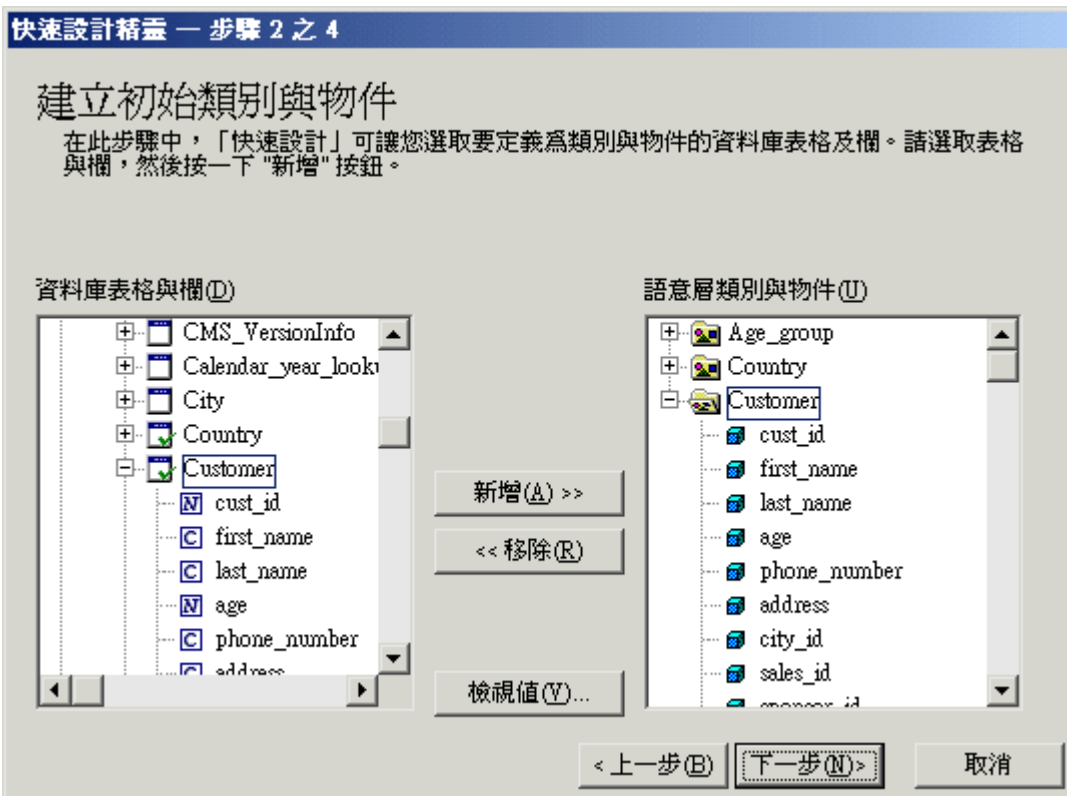 快速設計精靈 — 步驟 2 之 4
建立初始類別與物件
在此步驟中，「快速設計」可讓您選取要定義爲類別與物件的資料庫表格及欄。請選取表格
與欄，然後按一下 "新增" 按鈕。
資料庫表格與欄(D)
CMS_VersionInfo
Calendar_year_looku
City
Country
Customer
cust_id
first_name
last_name
age
phone_number
address
新增(A) >>
<< 移除(R)
檢視值(V)...
語意層類別與物件(U)
Age_group
Country
Customer
cust_id
first_name
last_name
age
phone_number
address
city_id
sales_id
sponsor_id
< 上一步(B)
下一步(N)>
取消